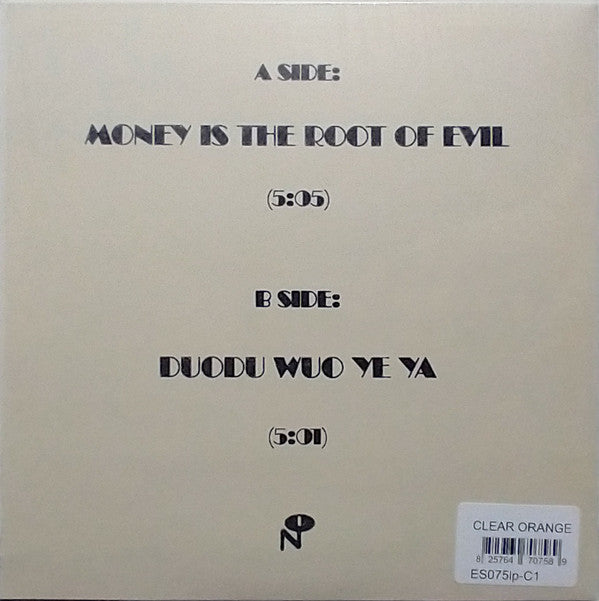 A SIDE:
MONEY IS THE ROOT OF EVIL
(5:05)
B SIDE:
DUODU WUO YE YA
(5:01)
N
CLEAR ORANGE
8 25764 70758 9
ES075lp-C1